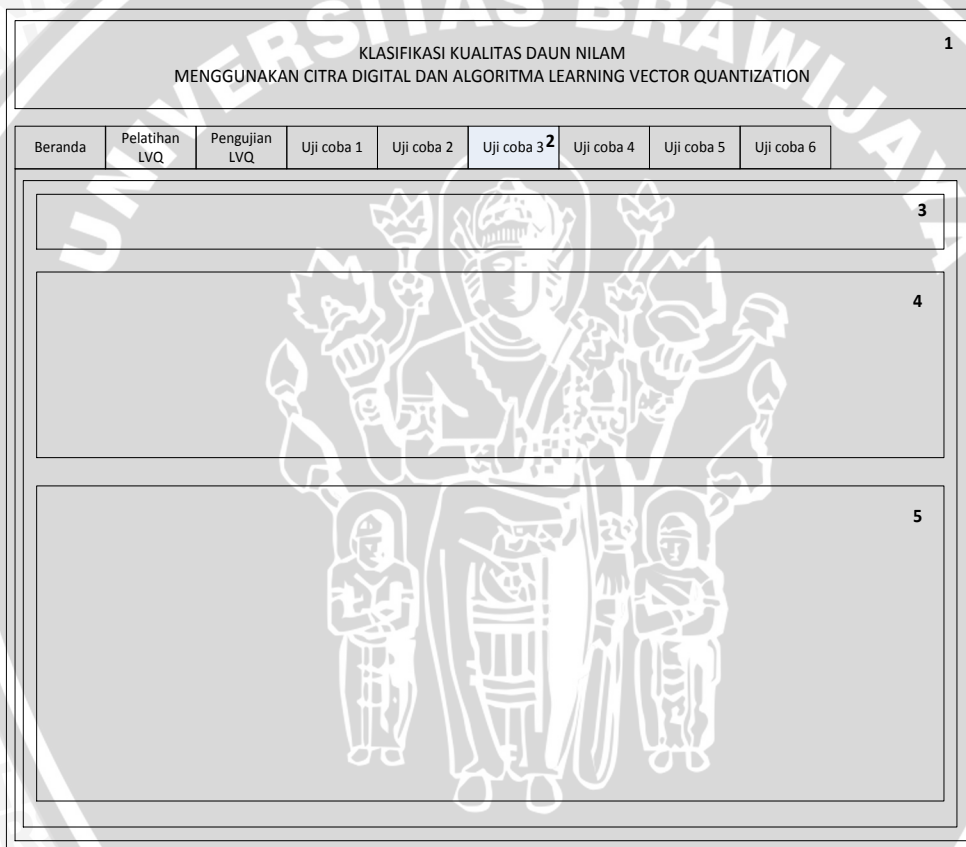 UNIVERSITAS BRAWIJAYA
1
KLASIFIKASI KUALITAS DAUN NILAM
MENGGUNAKAN CITRA DIGITAL DAN ALGORITMA LEARNING VECTOR QUANTIZATION
Beranda
Pelatihan
LVQ
Pengujian
LVQ
Uji coba 1
Uji coba 2
Uji coba 3
2
Uji coba 4
Uji coba 5
Uji coba 6
3
4
5